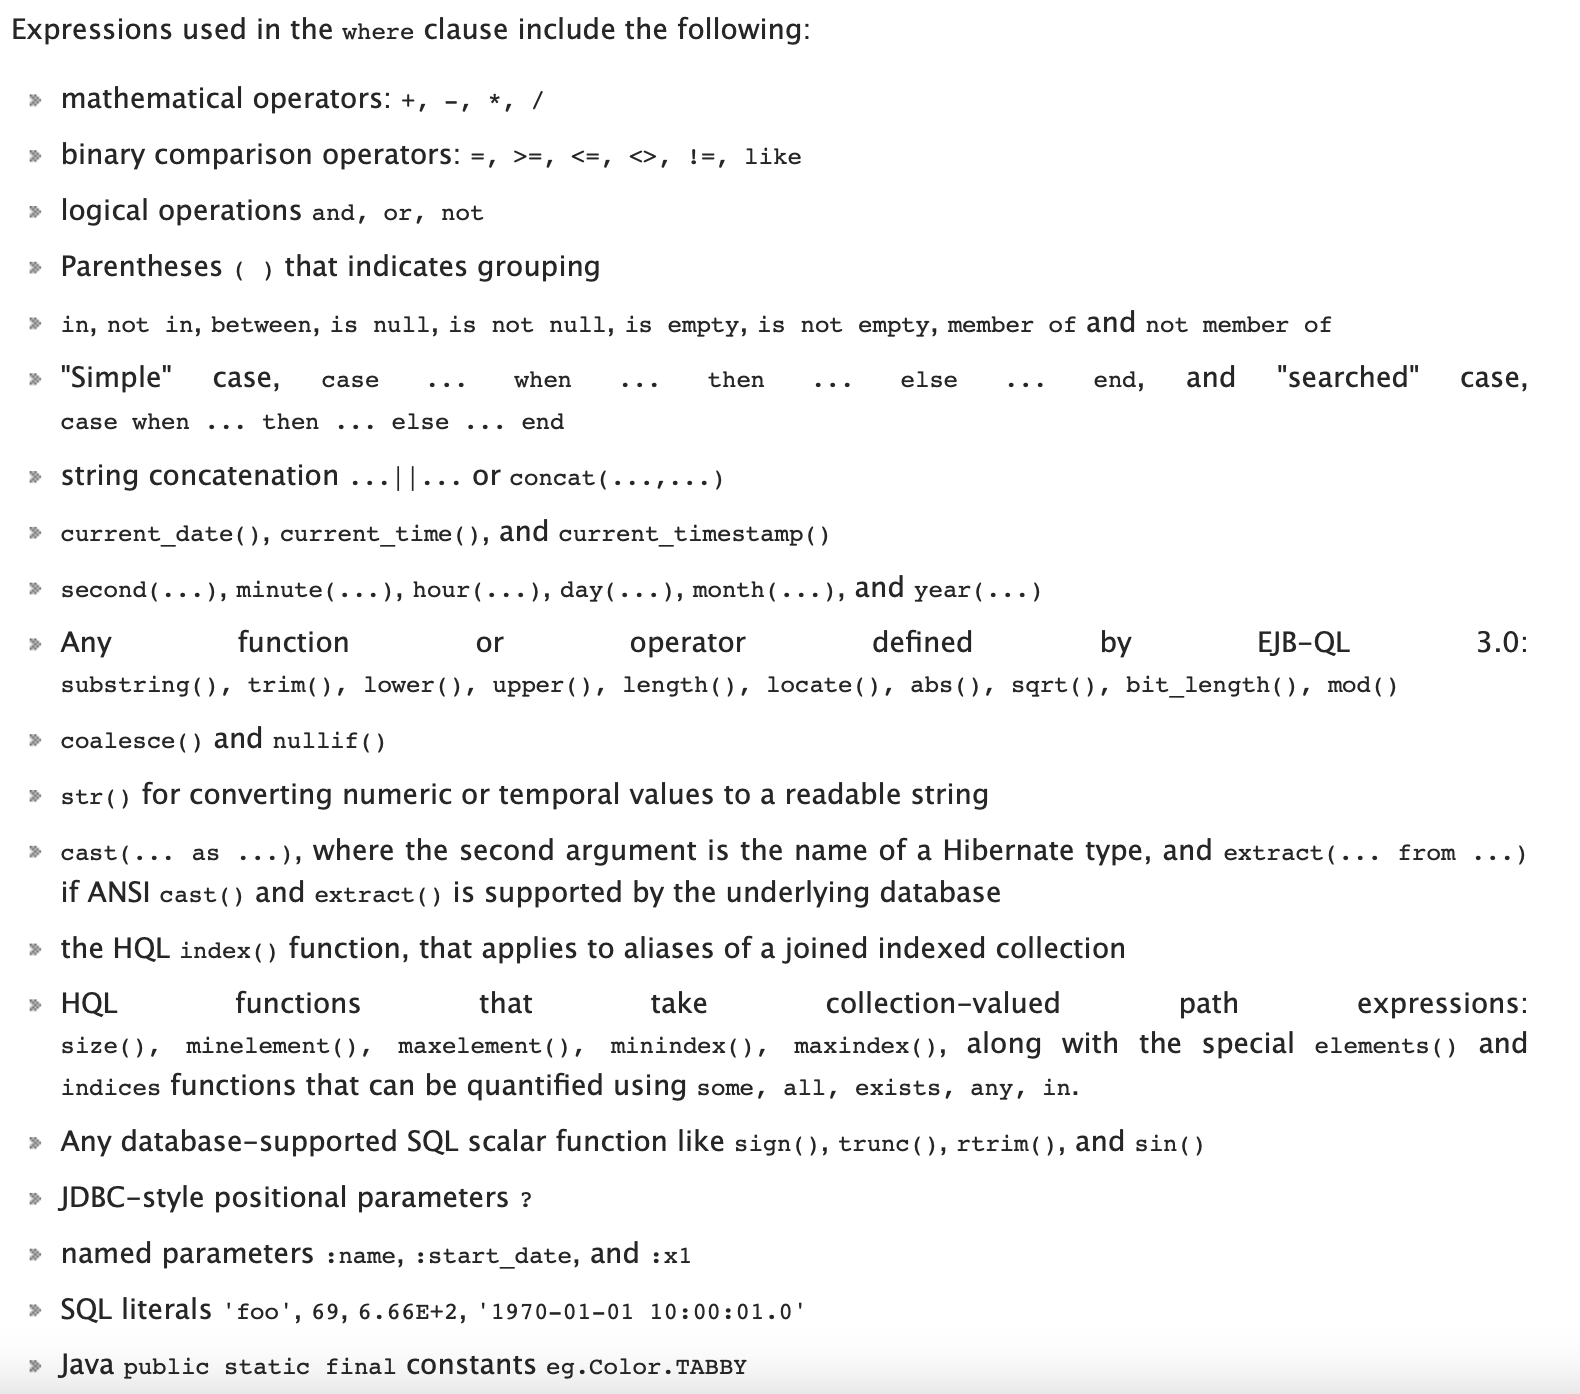 Expressions used in the where clause include the following:
mathematical operators: +, -, *, /
binary comparison operators: =, >=, <=, <>, !=, like
logical operations and, or, not
Parentheses ( ) that indicates grouping
in, not in, between, is null, is not null, is empty, is not empty, member of and not member of
"Simple" case, case ... when ... then ... else ... end, and "searched" case,
case when ... then ... else ... end
string concatenation ...||... or concat(...,...)
current_date(), current_time(), and current_timestamp()
second(...), minute(...), hour(...), day(...), month(...), and year(...)
Any function or operator defined by EJB-QL 3.0:
substring(), trim(), lower(), upper(), length(), locate(), abs(), sqrt(), bit_length(), mod()
coalesce() and nullif()
str() for converting numeric or temporal values to a readable string
cast(... as ...), where the second argument is the name of a Hibernate type, and extract(... from ...)
if ANSI cast() and extract() is supported by the underlying database
the HQL index() function, that applies to aliases of a joined indexed collection
HQL functions that take collection-valued path expressions:
size(), minelement(), maxelement(), minindex(), maxindex(), along with the special elements() and
indices functions that can be quantified using some, all, exists, any, in.
Any database-supported SQL scalar function like sign(), trunc(), rtrim(), and sin()
JDBC-style positional parameters ?
named parameters :name, :start_date, and :x1
SQL literals 'foo', 69, 6.66E+2, '1970-01-01 10:00:01.0'
Java public static final constants eg.Color.TABBY